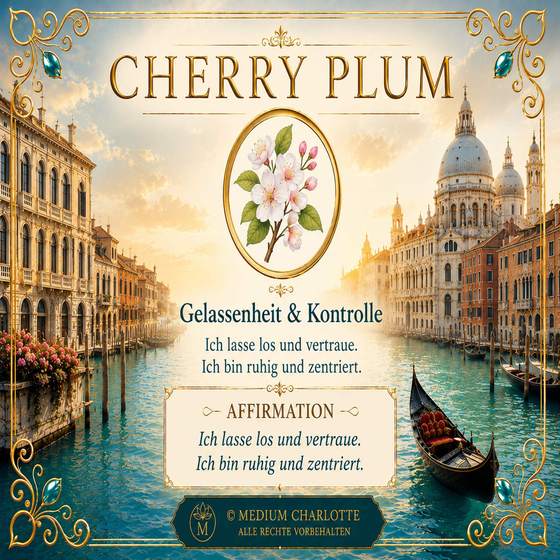 CHERRY PLUM
Gelassenheit & Kontrolle
Ich lasse los und vertraue.
Ich bin ruhig und zentriert.
AFFIRMATION
Ich lasse los und vertraue.
Ich bin ruhig und zentriert.
M
© MEDIUM CHARLOTTE
ALLE RECHTE VORBEHALTEN